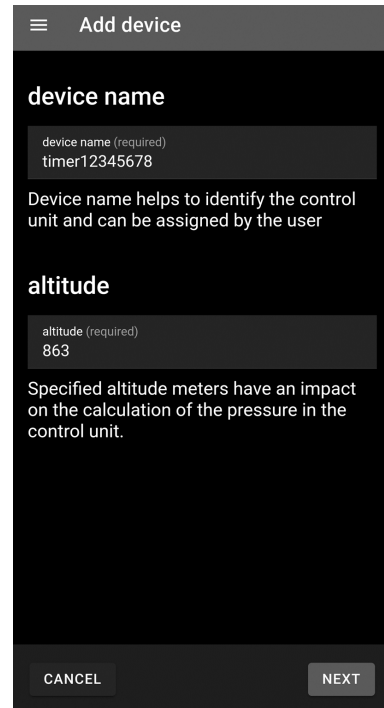 Add device
device name
device name (required)
timer12345678
Device name helps to identify the control
unit and can be assigned by the user
altitude
altitude (required)
863
Specified altitude meters have an impact
on the calculation of the pressure in the
control unit.
CANCEL
NEXT